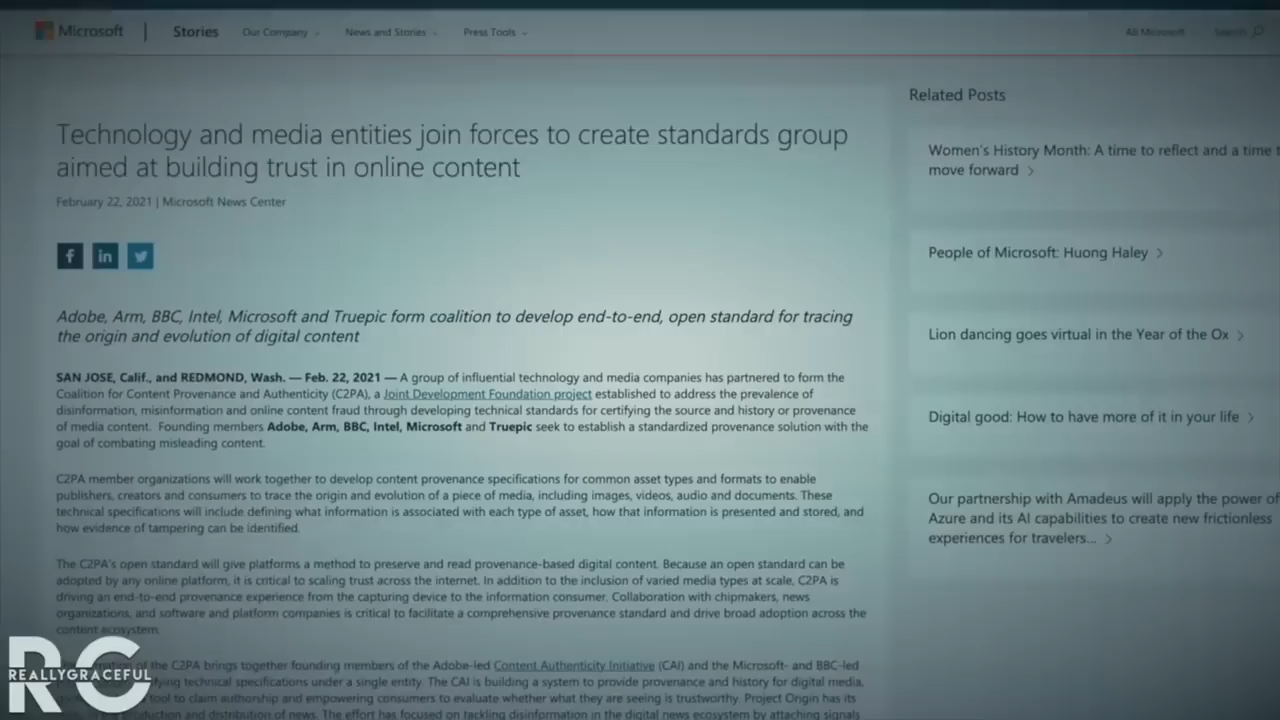 Microsoft | Stories Our Company News and Stories Press Tools All Microsoft Search
Technology and media entities join forces to create standards group
aimed at building trust in online content
February 22, 2021 | Microsoft News Center
f in
Adobe, Arm, BBC, Intel, Microsoft and Truepic form coalition to develop end-to-end, open standard for tracing
the origin and evolution of digital content
SAN JOSE, Calif., and REDMOND, Wash. — Feb. 22, 2021 — A group of influential technology and media companies has partnered to form the
Coalition for Content Provenance and Authenticity (C2PA), a Joint Development Foundation project established to address the prevalence of
disinformation, misinformation and online content fraud through developing technical standards for certifying the source and history or provenance
of media content. Founding members Adobe, Arm, BBC, Intel, Microsoft and Truepic seek to establish a standardized provenance solution with the
goal of combating misleading content.
C2PA member organizations will work together to develop content provenance specifications for common asset types and formats to enable
publishers, creators and consumers to trace the origin and evolution of a piece of media, including images, videos, audio and documents. These
technical specifications will include defining what information is associated with each type of asset, how that information is presented and stored, and
how evidence of tampering can be identified.
The C2PA's open standard will give platforms a method to preserve and read provenance-based digital content. Because an open standard can be
adopted by any online platform, it is critical to scaling trust across the internet. In addition to the inclusion of varied media types at scale, C2PA is
driving an end-to-end provenance experience from the capturing device to the information consumer. Collaboration with chipmakers, news
organizations, and software and platform companies is critical to facilitate a comprehensive provenance standard and drive broad adoption across the
content ecosystem.
of the C2PA brings together founding members of the Adobe-led Content Authenticity Initiative (CAI) and the Microsoft- and BBC-led
technical specifications under a single entity. The CAI is building a system to provide provenance and history for digital media,
tool to claim authorship and empowering consumers to evaluate whether what they are seeing is trustworthy. Project Origin has its
production and distribution of news. The effort has focused on tackling disinformation in the digital news ecosystem by attaching signals
Related Posts
Women's History Month: A time to reflect and a time
move forward >
People of Microsoft: Huong Haley >
Lion dancing goes virtual in the Year of the Ox >
Digital good: How to have more of it in your life >
Our partnership with Amadeus will apply the power of
Azure and its AI capabilities to create new frictionless
experiences for travelers... >
RC
REALLYGRACEFUL